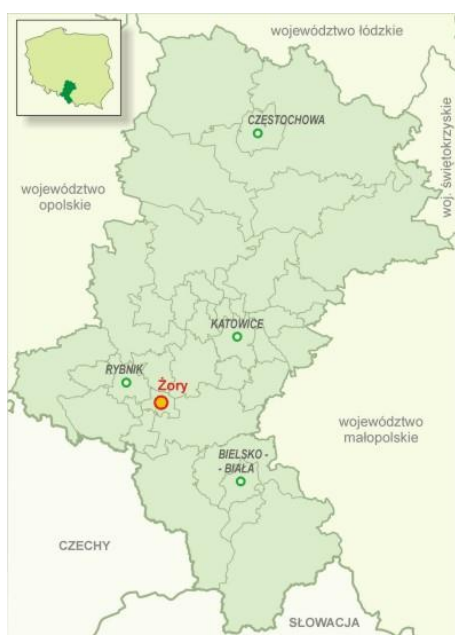 województwo łódzkie
CZĘSTOCHOWA
woj. świętokrzyskie
województwo
opolskie
KATOWICE
RYBNIK
Żory
województwo
małopolskie
BIELSKO -
- BIAŁA
CZECHY
SŁOWACJA